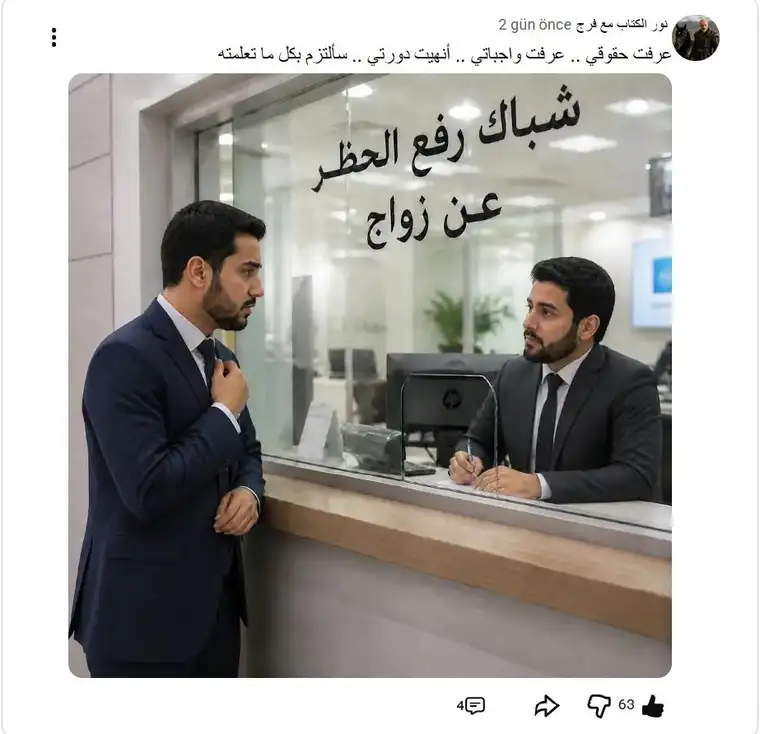 نور الكتاب مع فرج 2 gün önce
عرفت حقوقي .. عرفت واجباتي .. أنهيت دورتي .. سألتزم بكل ما تعلمته
شباك رفع الحظر
عن زواج
hp
4
63